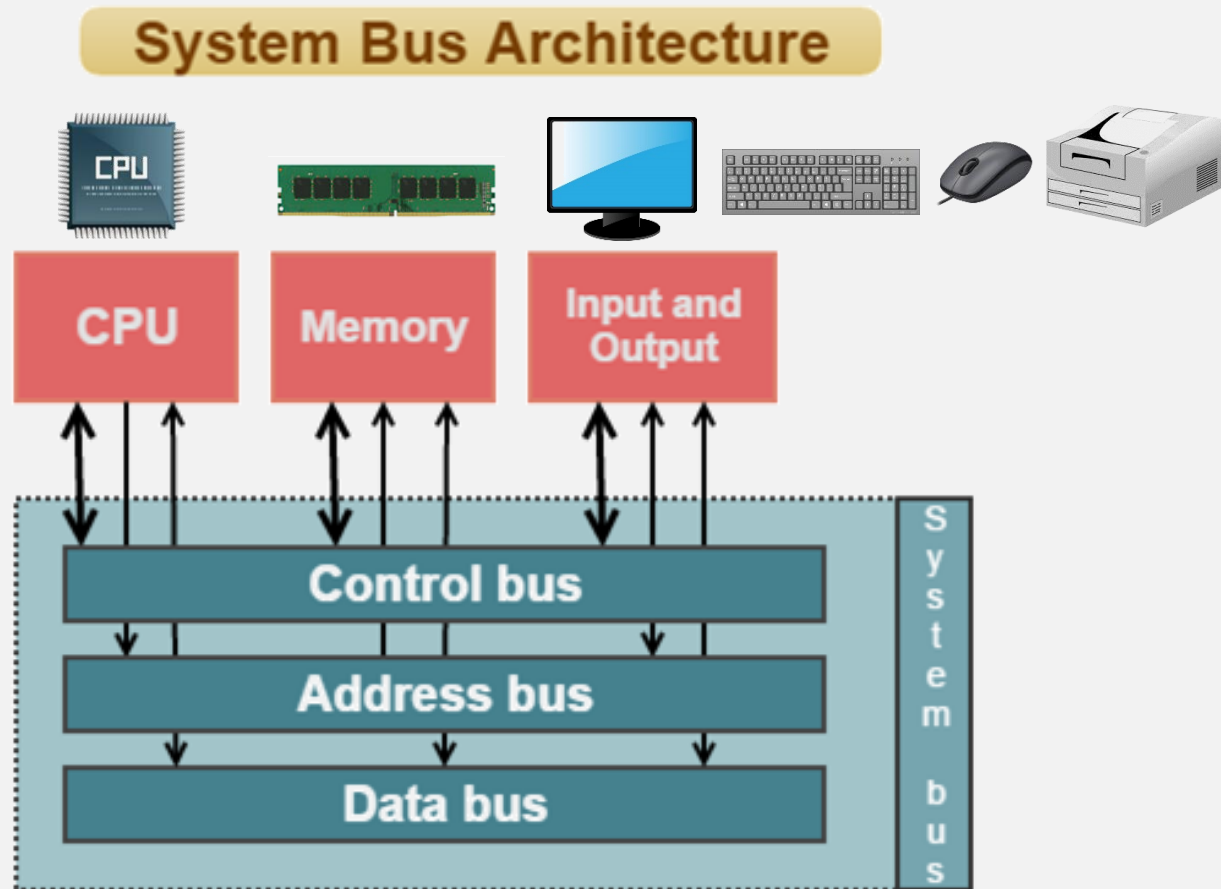 System Bus Architecture
CPU
CPU
Memory
Input and
Output
Control bus
Address bus
Data bus
System bus